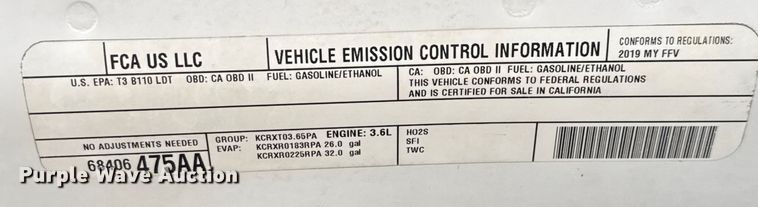 FCA US LLC
VEHICLE EMISSION CONTROL INFORMATION
CONFORMS TO REGULATIONS:
2019 MY FFV
U.S. EPA: T3 B110 LDT OBD: CA OBD II FUEL: GASOLINE/ETHANOL
CA: OBD: CA OBD II FUEL: GASOLINE/ETHANOL
THIS VEHICLE CONFORMS TO FEDERAL REGULATIONS
AND IS CERTIFIED FOR SALE IN CALIFORNIA
NO ADJUSTMENTS NEEDED
68406 475AA
GROUP: KCRXT03.65PA ENGINE: 3.6L
EVAP: KCRXR0183RPA 26.0 gal
KCRXR0225RPA 32.0 gal
HO2S
SFI
TWC
Purple Wave Auction